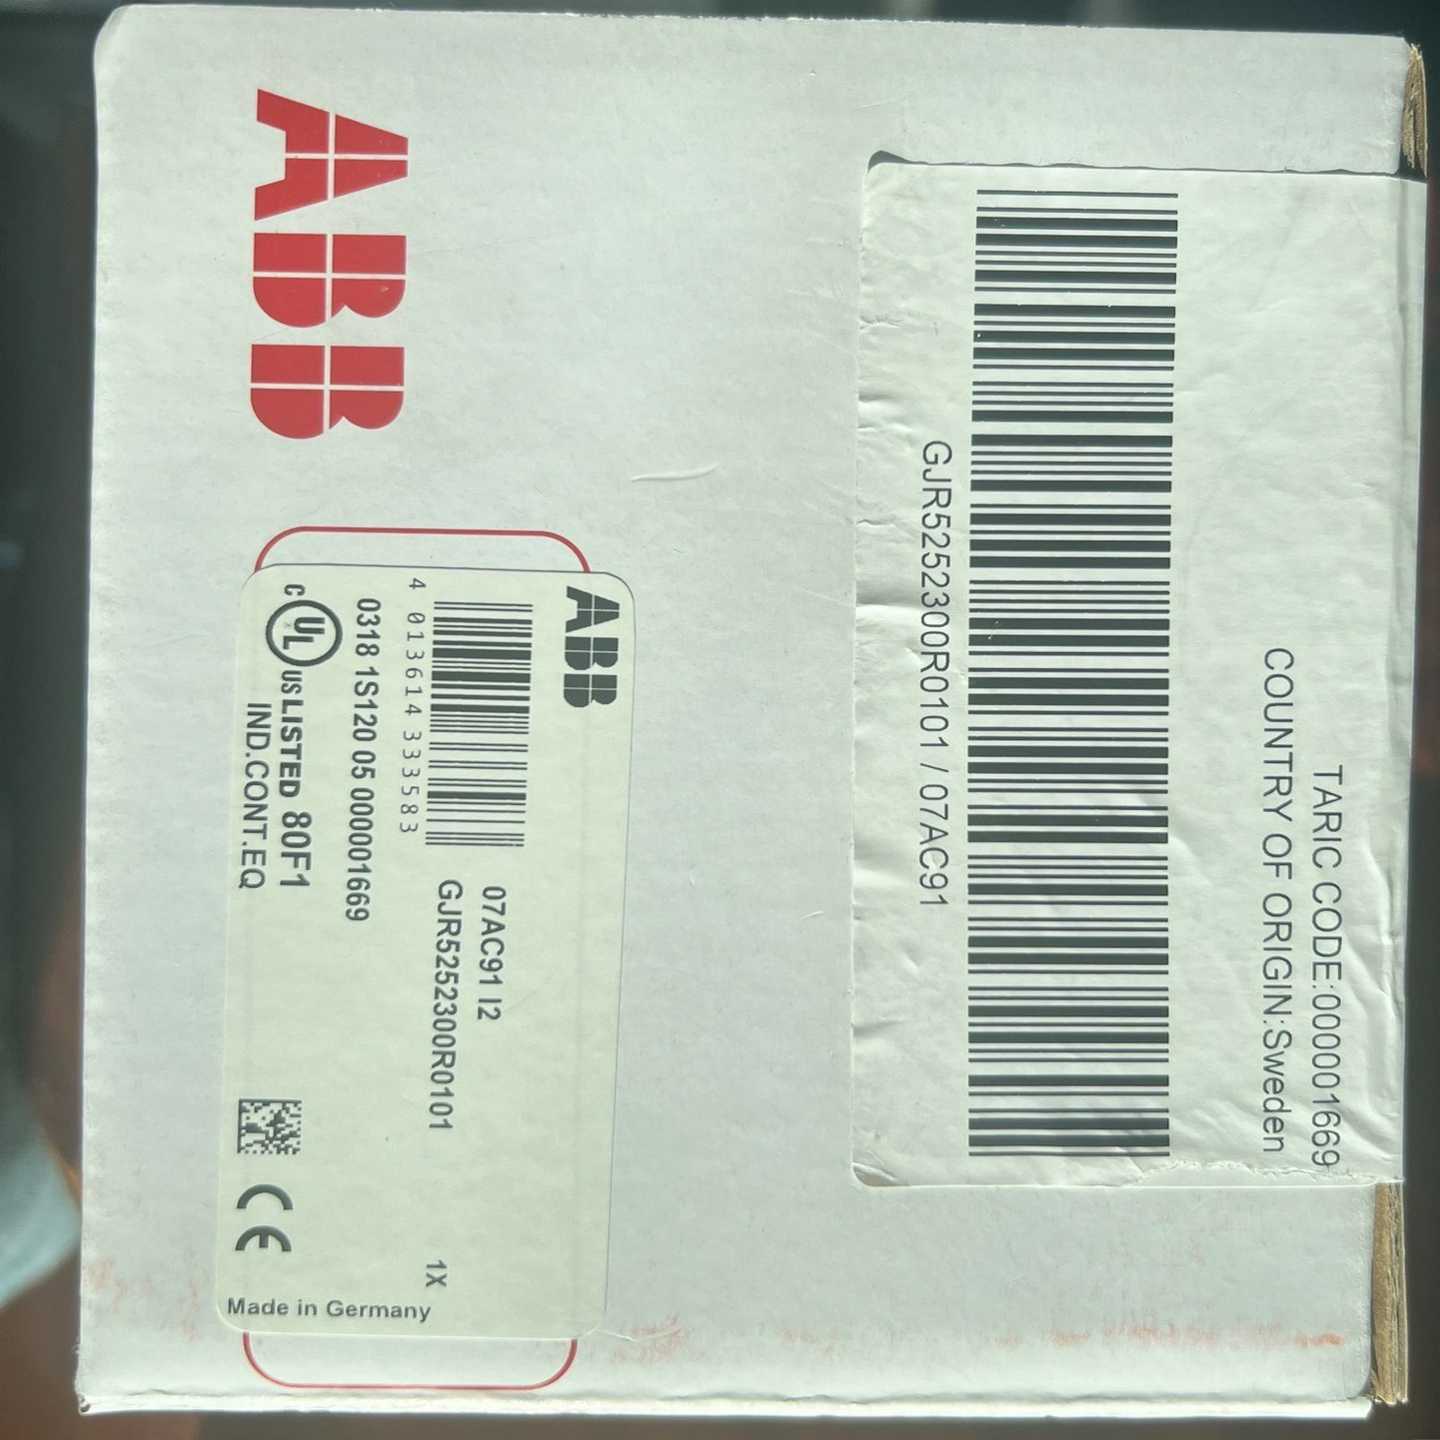 ABB
TARIC CODE:000001669
COUNTRY OF ORIGIN:Sweden
GJR5252300R0101 / 07AC91
ABB
07AC91 I2
GJR5252300R0101
1X
4 013614 333583
0318 1S120 05 000001669
C UL US LISTED 80F1
IND.CONT.EQ
CE
Made in Germany